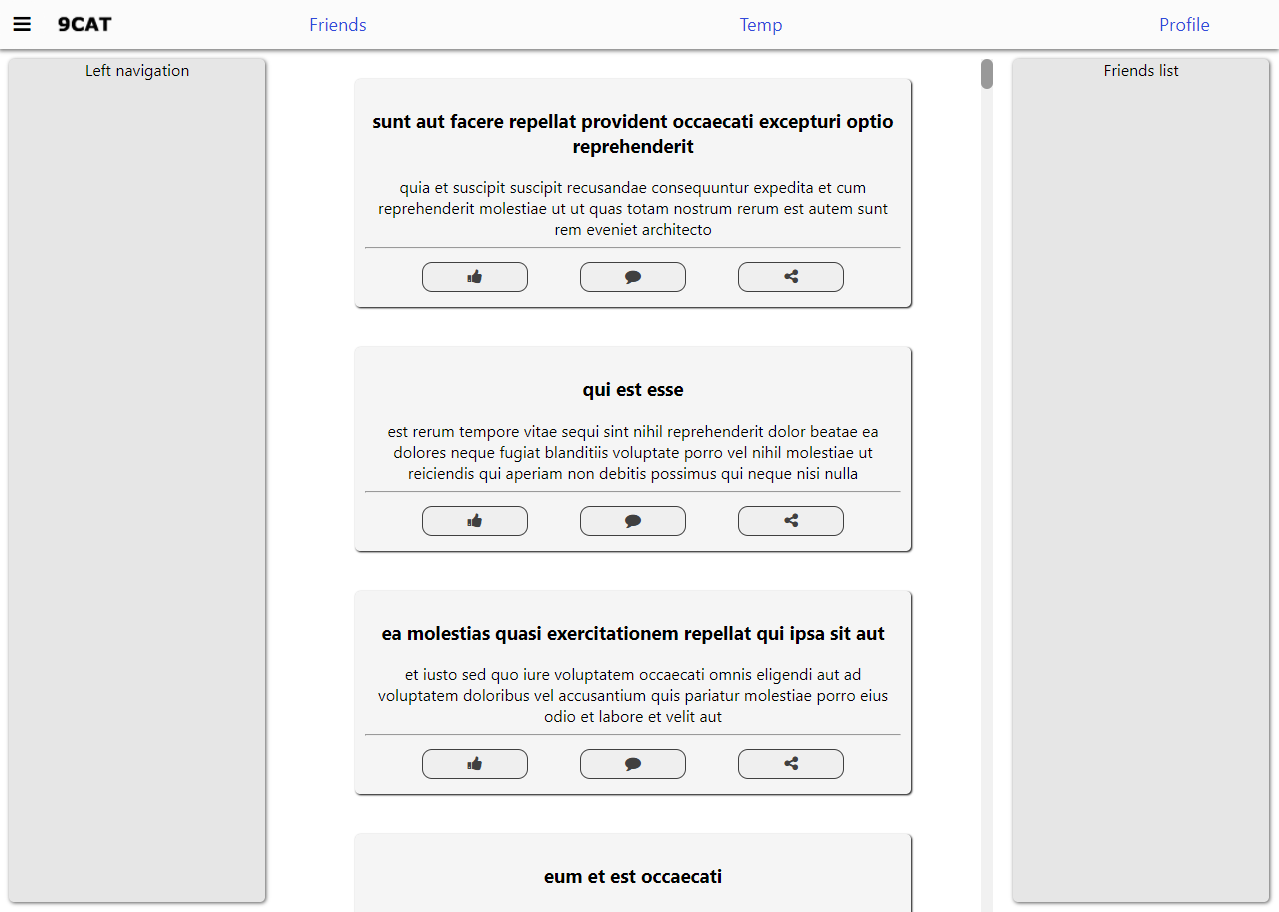 9CAT
Friends
Temp
Profile
Left navigation
sunt aut facere repellat provident occaecati excepturi optio
reprehenderit
quia et suscipit suscipit recusandae consequuntur expedita et cum
reprehenderit molestiae ut ut quas totam nostrum rerum est autem sunt
rem eveniet architecto
qui est esse
est rerum tempore vitae sequi sint nihil reprehenderit dolor beatae ea
dolores neque fugiat blanditiis voluptate porro vel nihil molestiae ut
reiciendis qui aperiam non debitis possimus qui neque nisi nulla
ea molestias quasi exercitationem repellat qui ipsa sit aut
et iusto sed quo iure voluptatem occaecati omnis eligendi aut ad
voluptatem doloribus vel accusantium quis pariatur molestiae porro eius
odio et labore et velit aut
eum et est occaecati
Friends list